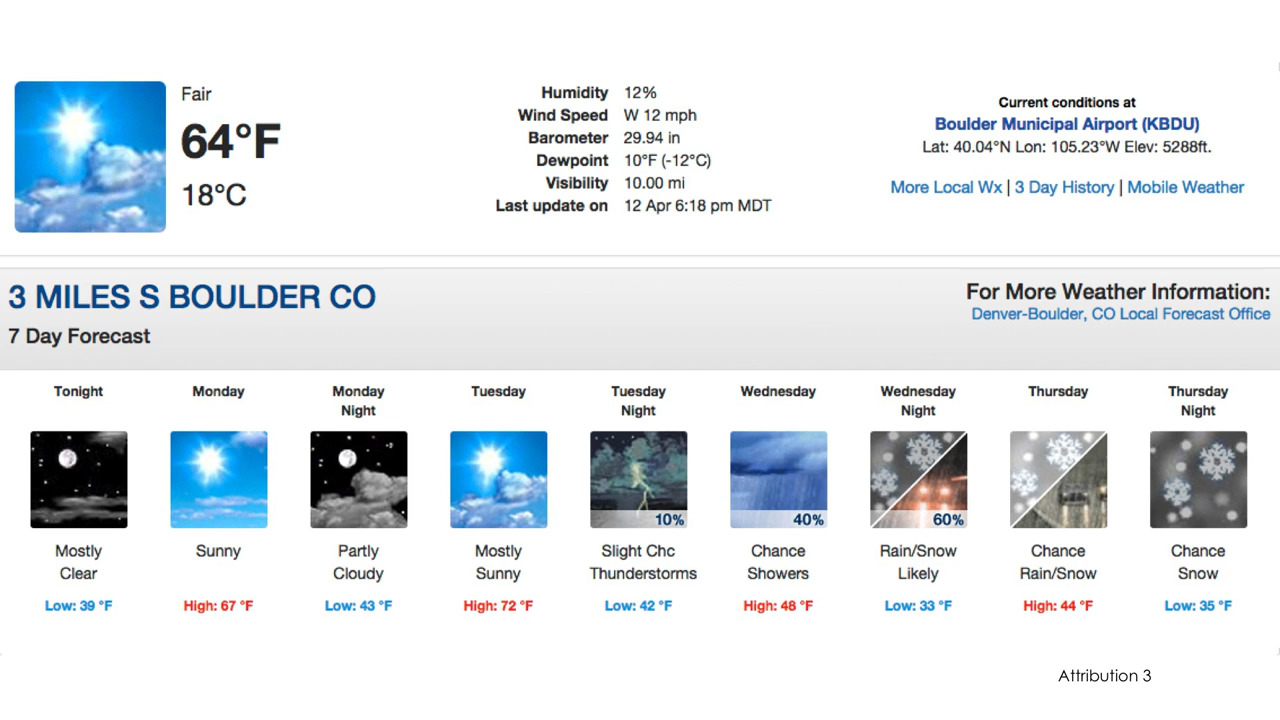 Fair
64°F
18°C
Humidity 12%
Wind Speed W 12 mph
Barometer 29.94 in
Dewpoint 10°F (-12°C)
Visibility 10.00 mi
Last update on 12 Apr 6:18 pm MDT
Current conditions at
Boulder Municipal Airport (KBDU)
Lat: 40.04°N Lon: 105.23°W Elev: 5288ft.
More Local Wx | 3 Day History | Mobile Weather
3 MILES S BOULDER CO
7 Day Forecast
For More Weather Information:
Denver-Boulder, CO Local Forecast Office
Tonight
Mostly
Clear
Low: 39 °F
Monday
Sunny
High: 67 °F
Monday
Night
Partly
Cloudy
Low: 43 °F
Tuesday
Mostly
Sunny
High: 72 °F
Tuesday
Night
10%
Slight Chc
Thunderstorms
Low: 42 °F
Wednesday
40%
Chance
Showers
High: 48 °F
Wednesday
Night
60%
Rain/Snow
Likely
Low: 33 °F
Thursday
Chance
Rain/Snow
High: 44 °F
Thursday
Night
Chance
Snow
Low: 35 °F
Attribution 3